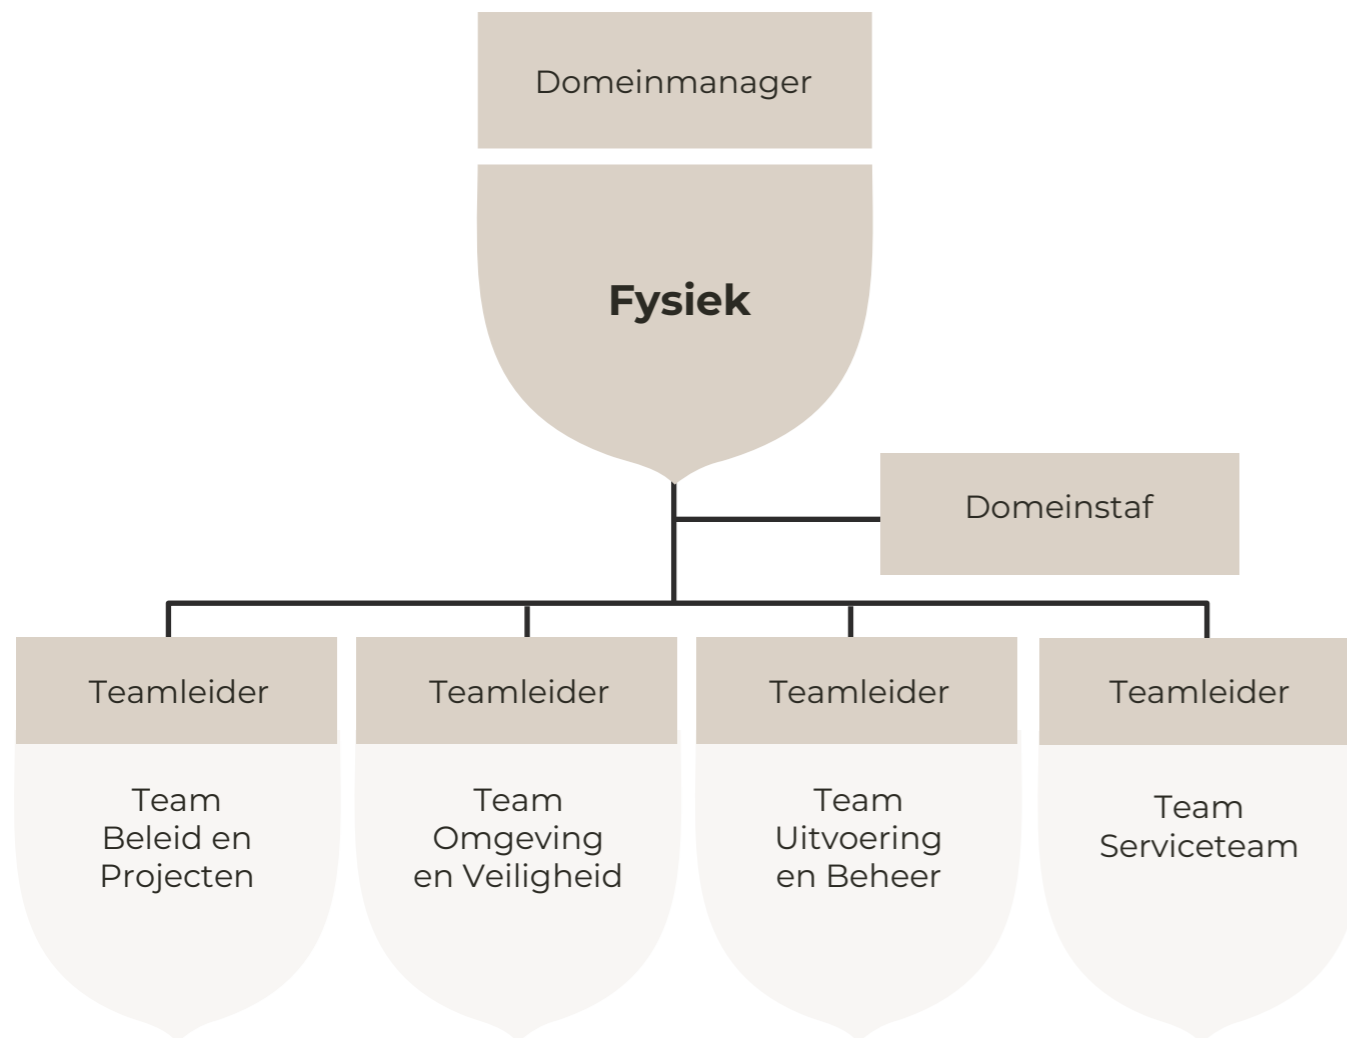 Domeinmanager
Fysiek
Domeinstaf
Teamleider
Teamleider
Teamleider
Teamleider
Team
Beleid en
Projecten
Team
Omgeving
en Veiligheid
Team
Uitvoering
en Beheer
Team
Serviceteam